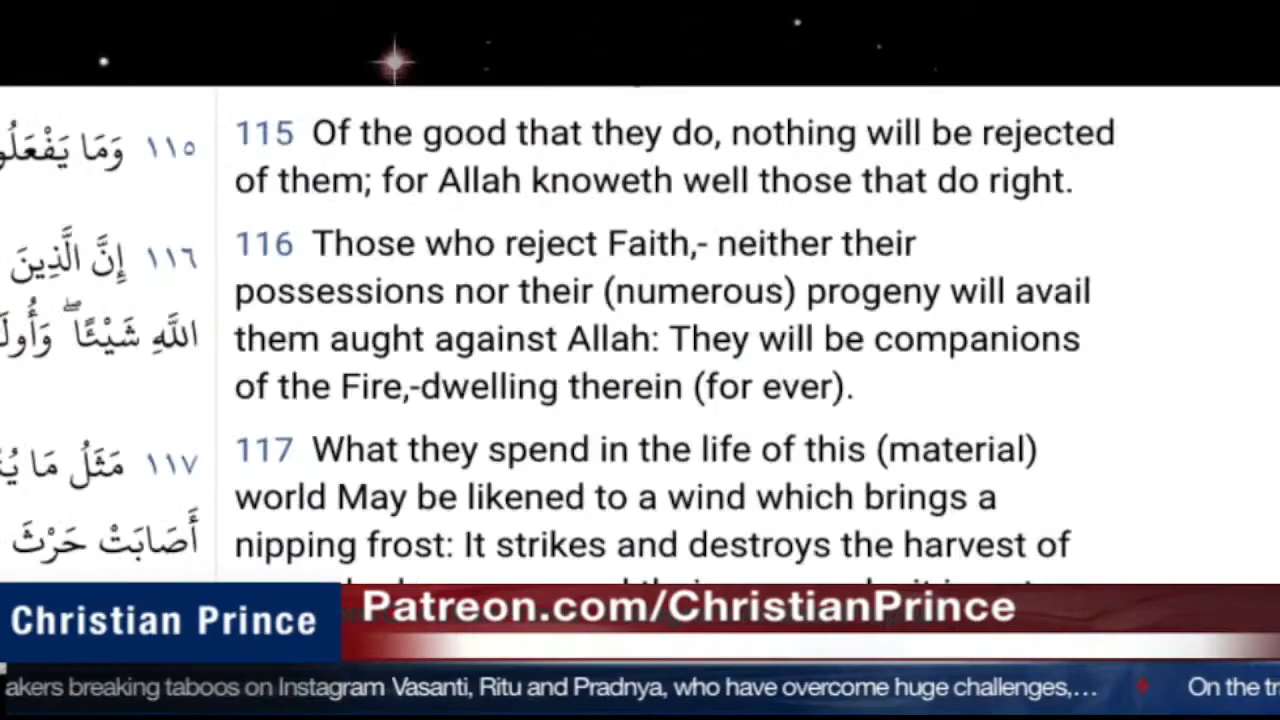 115 Of the good that they do, nothing will be rejected
of them; for Allah knoweth well those that do right.
١١٥ وَمَا
116 Those who reject Faith,- neither their
possessions nor their (numerous) progeny will avail
them aught against Allah: They will be companions
of the Fire,-dwelling therein (for ever).
١١٦ إِنَّ الَّذِينَ
اللَّهِ شَيْئًا ۖ
117 What they spend in the life of this (material)
world May be likened to a wind which brings a
nipping frost: It strikes and destroys the harvest of
١١٧ مَثَلُ مَا
أَصَابَتْ حَرْثَ
Christian Prince
Patreon.com/ChristianPrince
akers breaking taboos on Instagram Vasanti, Ritu and Pradnya, who have overcome huge challenges,... On the tr